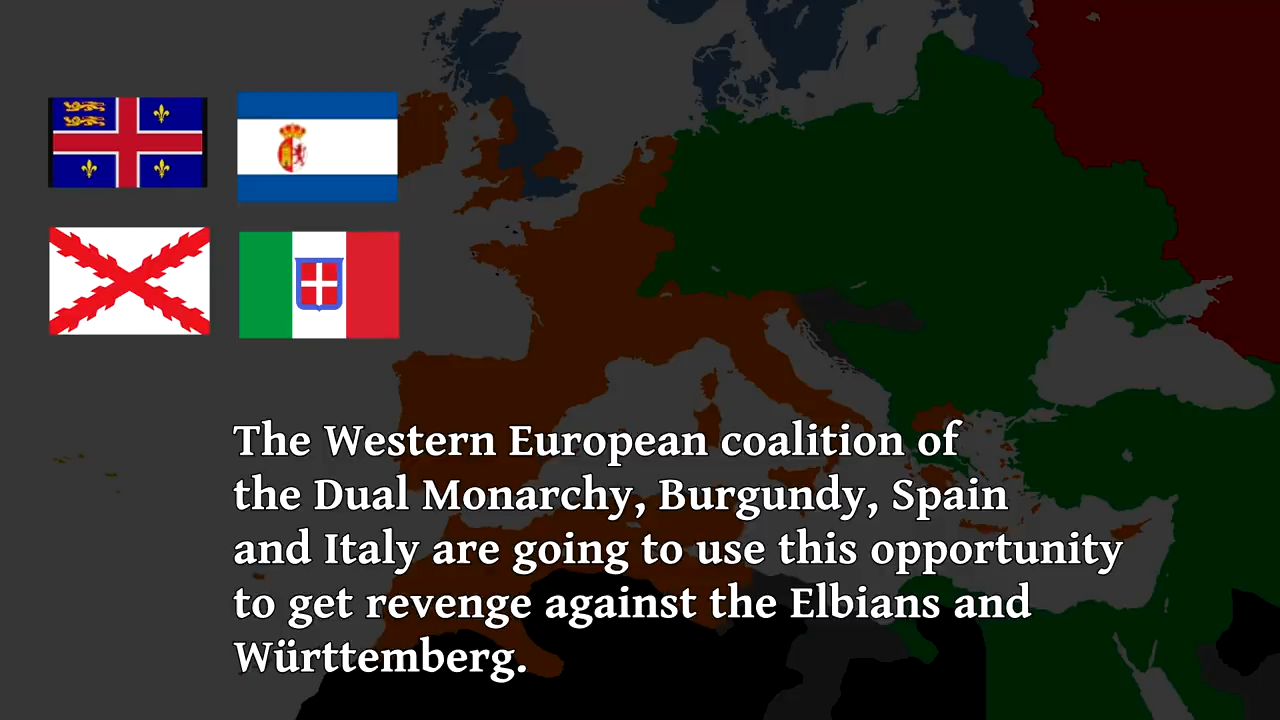 The Western European coalition of
the Dual Monarchy, Burgundy, Spain
and Italy are going to use this opportunity
to get revenge against the Elbians and
Württemberg.